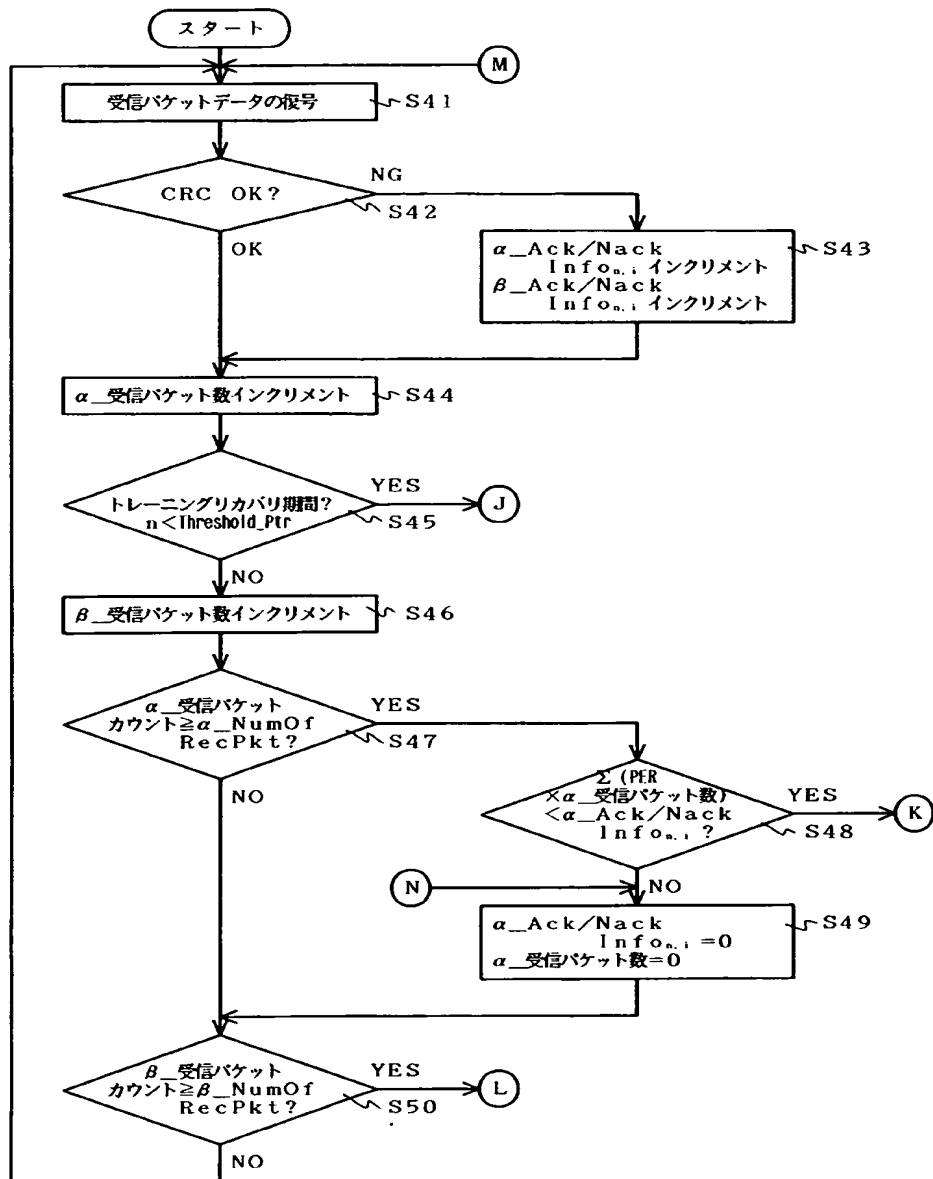 スタート
M
受信パケットデータの復号
S41
CRC OK?
NG
S42
OK
α_Ack/Nack
Infon,i インクリメント
β_Ack/Nack
Infon,i インクリメント
S43
α_受信パケット数インクリメント
S44
トレーニングリカバリ期間?
n<Threshold_Ptr
YES
S45
J
NO
β_受信パケット数インクリメント
S46
α_受信パケット
カウント≧α_NumOf
RecPkt?
YES
S47
NO
Σ(PER
×α_受信パケット数)
<α_Ack/Nack
Infon,i?
YES
S48
K
N
NO
α_Ack/Nack
Infon,i=0
α_受信パケット数=0
S49
β_受信パケット
カウント≧β_NumOf
RecPkt?
YES
S50
L
NO